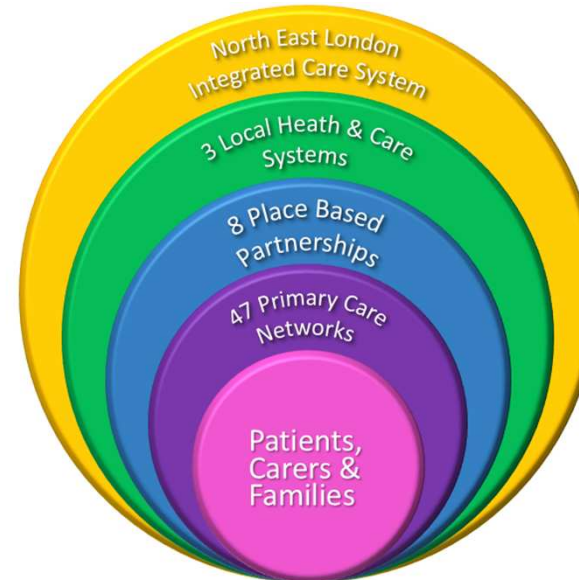 North East London
Integrated Care System
3 Local Heath & Care
Systems
8 Place Based
Partnerships
47 Primary Care
Networks
Patients,
Carers &
Families